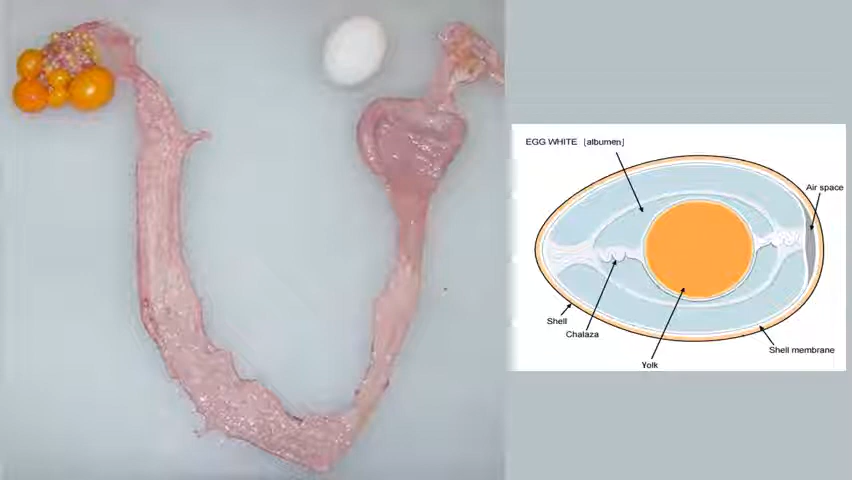 EGG WHITE [albumen]
Air space
Shell
Chalaza
Shell membrane
Yolk